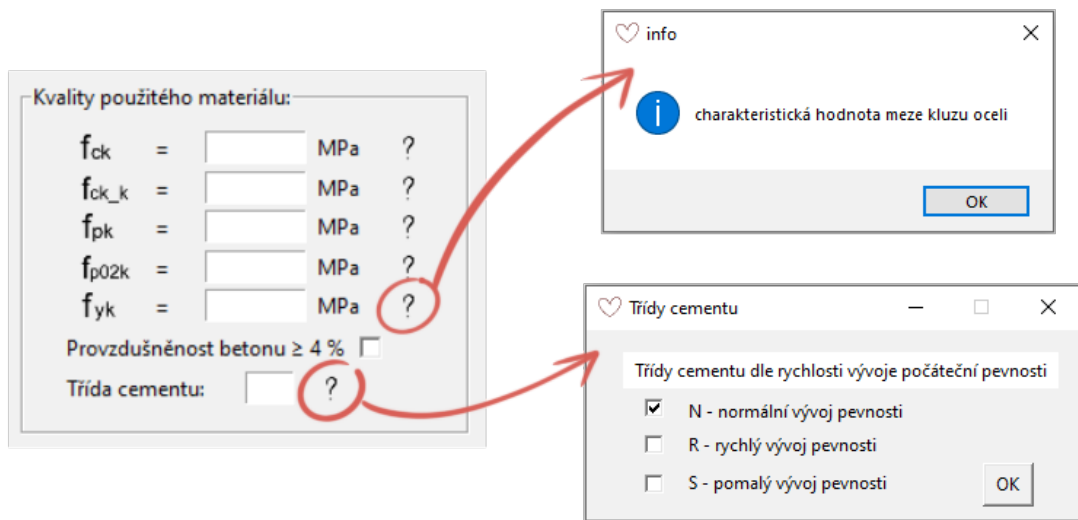 Kvality použitého materiálu:
fck = MPa ?
fck_k = MPa ?
fpk = MPa ?
fp02k = MPa ?
fyk = MPa ?
Provzdušněnost betonu ≥ 4 %
Třída cementu: ?
info
charakteristická hodnota meze kluzu oceli
OK
Třídy cementu
Třídy cementu dle rychlosti vývoje počáteční pevnosti
N - normální vývoj pevnosti
R - rychlý vývoj pevnosti
S - pomalý vývoj pevnosti
OK